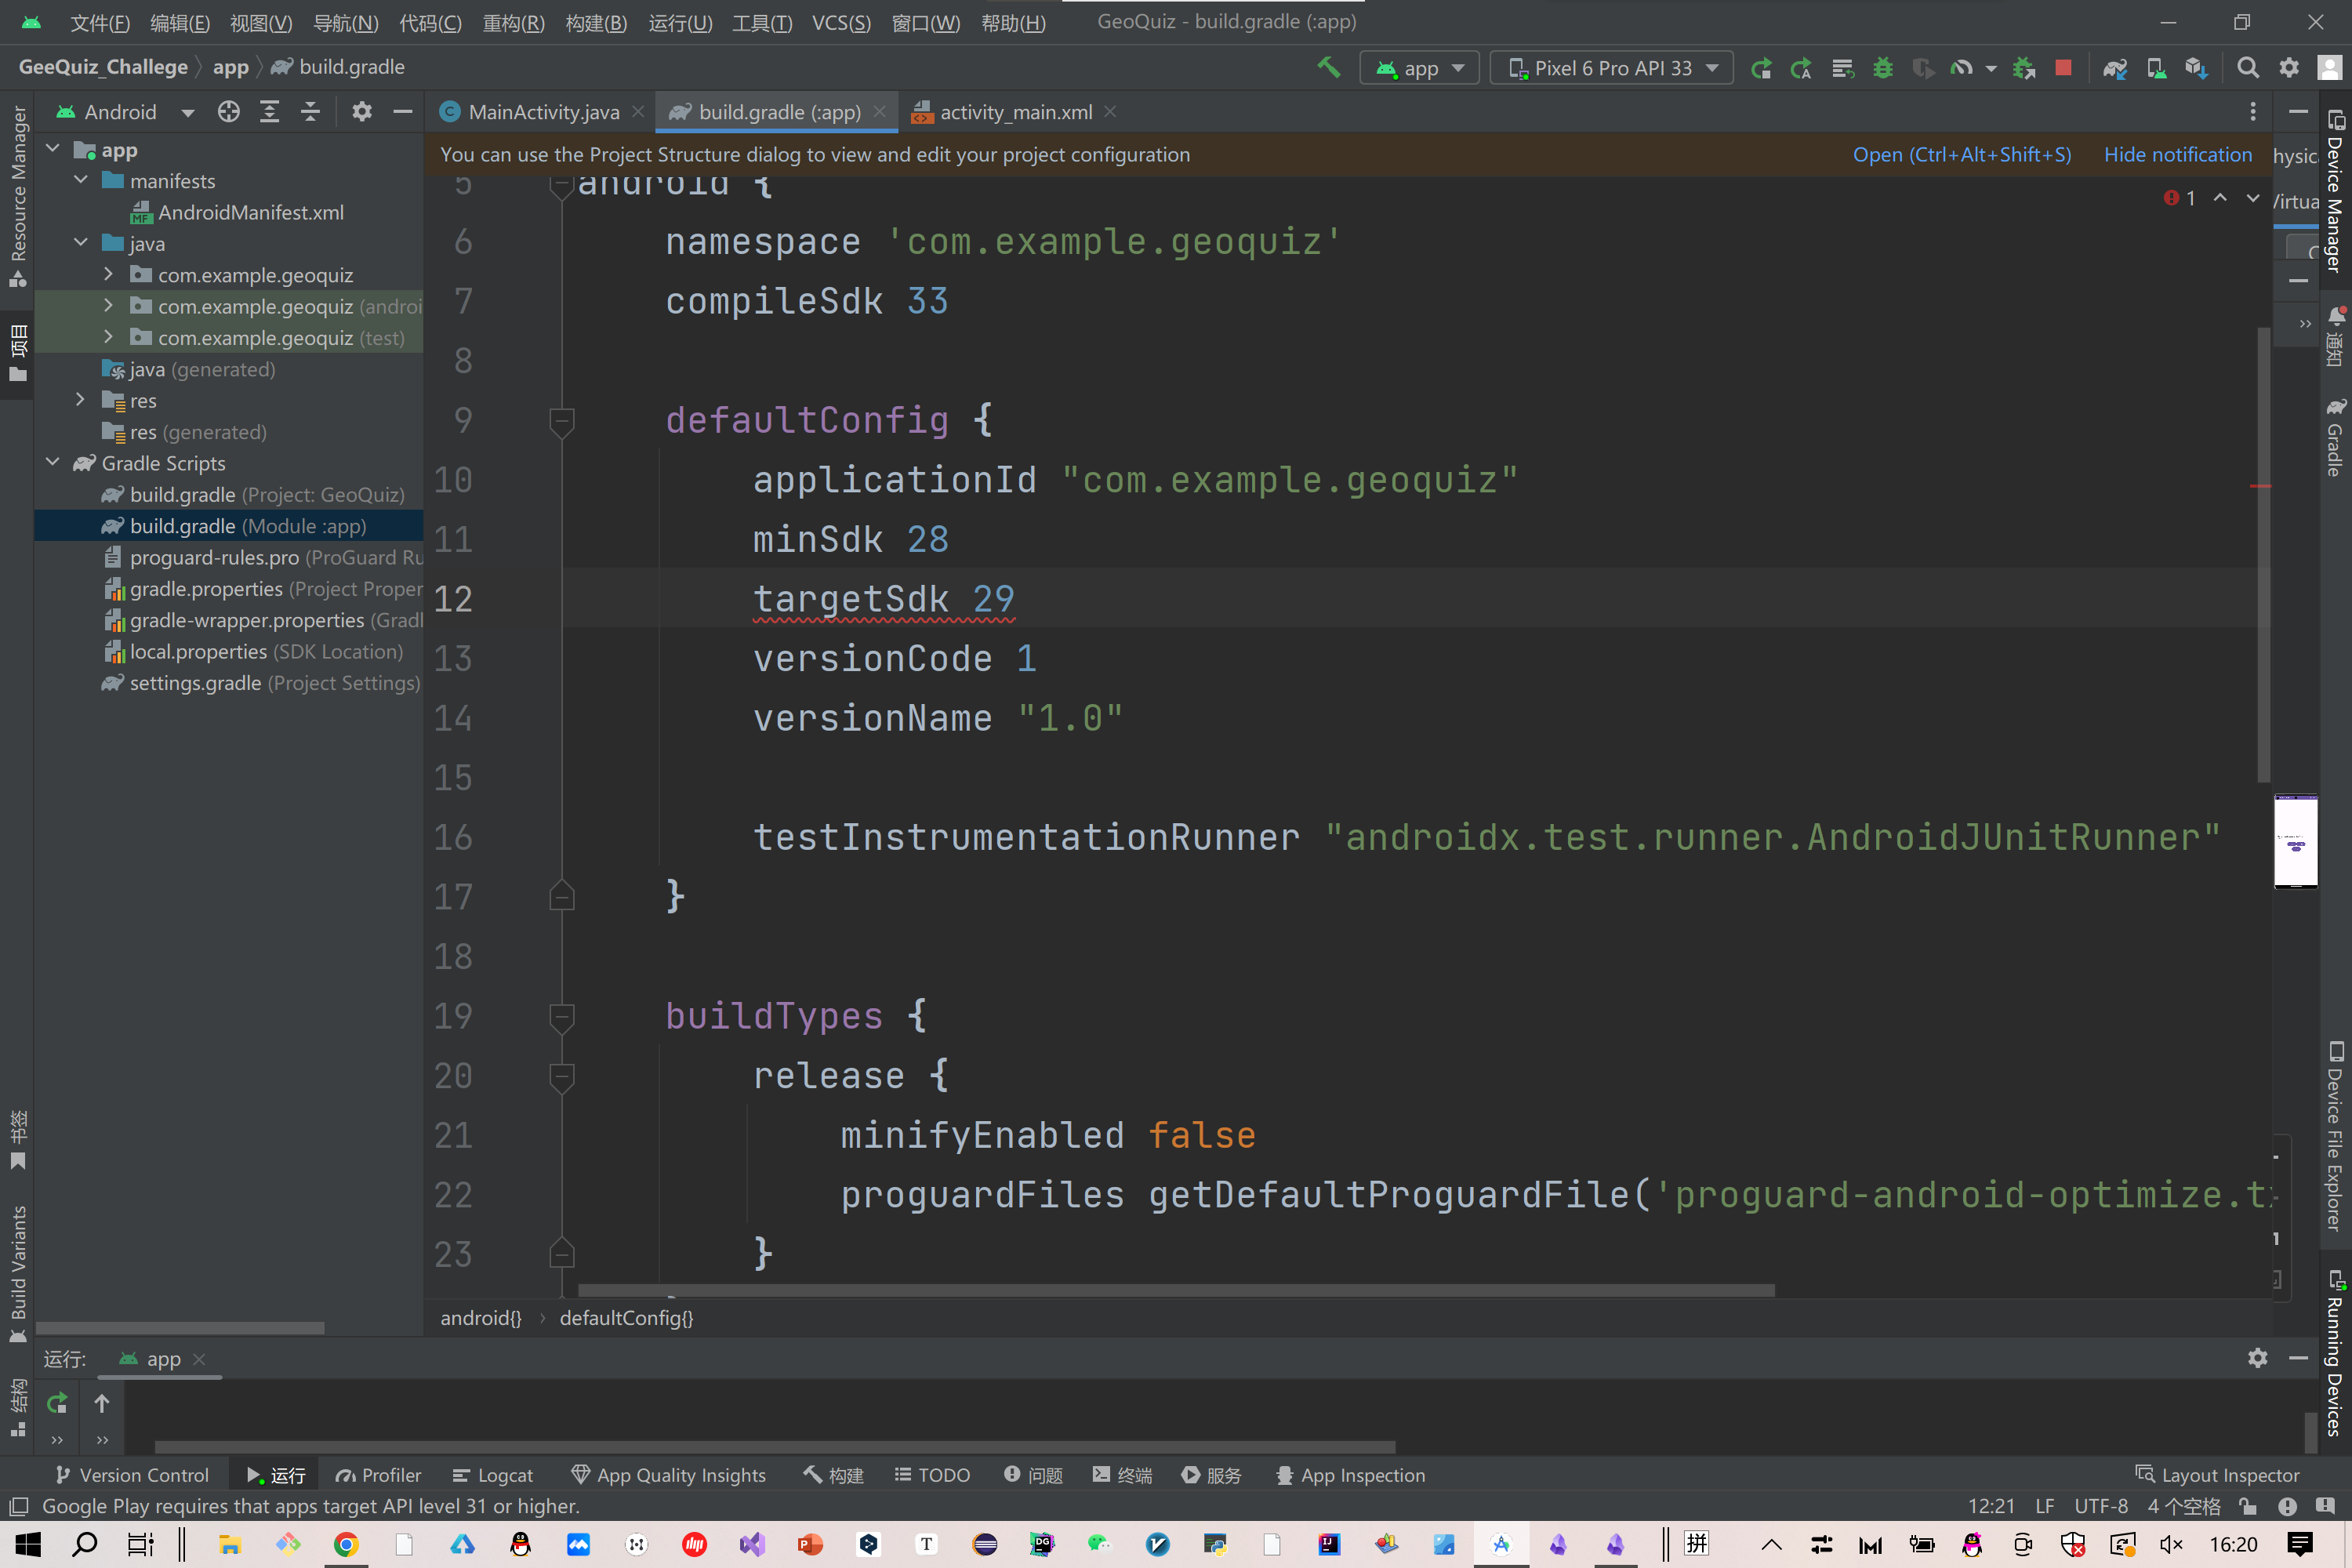 文件(F) 编辑(E) 视图(V) 导航(N) 代码(C) 重构(R) 构建(B) 运行(U) 工具(T) VCS(S) 窗口(W) 帮助(H) GeoQuiz - build.gradle (:app)
GeeQuiz_Challege app build.gradle app Pixel 6 Pro API 33
Android MainActivity.java build.gradle (:app) activity_main.xml
You can use the Project Structure dialog to view and edit your project configuration Open (Ctrl+Alt+Shift+S) Hide notification
app
manifests
AndroidManifest.xml
java
com.example.geoquiz
com.example.geoquiz (androi
com.example.geoquiz (test)
java (generated)
res
res (generated)
Gradle Scripts
build.gradle (Project: GeoQuiz)
build.gradle (Module :app)
proguard-rules.pro (ProGuard Ru
gradle.properties (Project Proper
gradle-wrapper.properties (Gradl
local.properties (SDK Location)
settings.gradle (Project Settings)
5 android {
6 namespace 'com.example.geoquiz'
7 compileSdk 33
8
9 defaultConfig {
10 applicationId "com.example.geoquiz"
11 minSdk 28
12 targetSdk 29
13 versionCode 1
14 versionName "1.0"
15
16 testInstrumentationRunner "androidx.test.runner.AndroidJUnitRunner"
17 }
18
19 buildTypes {
20 release {
21 minifyEnabled false
22 proguardFiles getDefaultProguardFile('proguard-android-optimize.tx
23 }
1
android{} defaultConfig{}
Resource Manager
项目
书签
Build Variants
结构
hysic
Virtua
Device Manager
通知
Gradle
Device File Explorer
Running Devices
运行: app
Version Control 运行 Profiler Logcat App Quality Insights 构建 TODO 问题 终端 服务 App Inspection Layout Inspector
Google Play requires that apps target API level 31 or higher. 12:21 LF UTF-8 4 个空格
拼 16:20